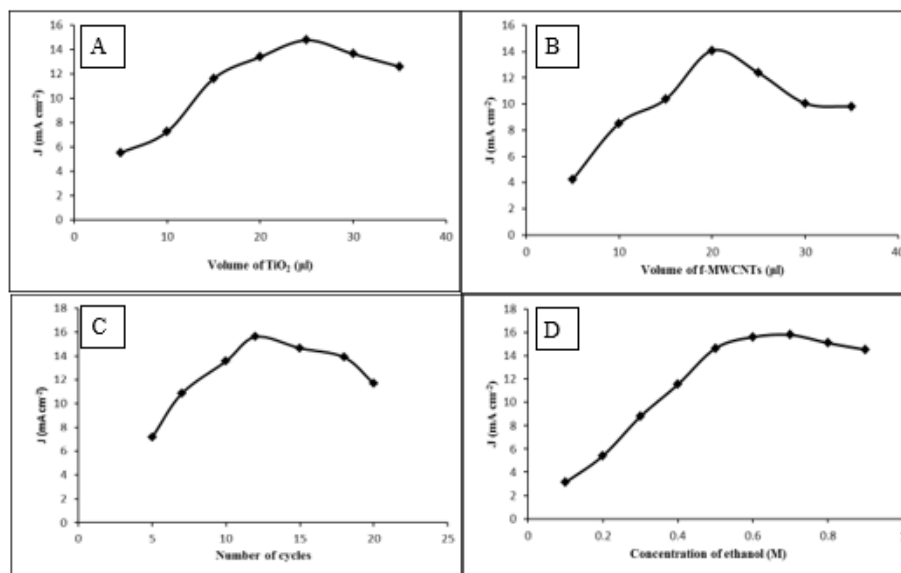 A
J (mA cm-2)
16
14
12
10
8
6
4
2
0
0 10 20 30 40
Volume of TiO2 (µl)
B
J (mA cm-2)
16
14
12
10
8
6
4
2
0
0 10 20 30 40
Volume of f-MWCNTs (µl)
C
J (mA cm-2)
18
16
14
12
10
8
6
4
2
0
0 5 10 15 20 25
Number of cycles
D
J (mA cm-2)
18
16
14
12
10
8
6
4
2
0
0 0.2 0.4 0.6 0.8 1
Concentration of ethanol (M)